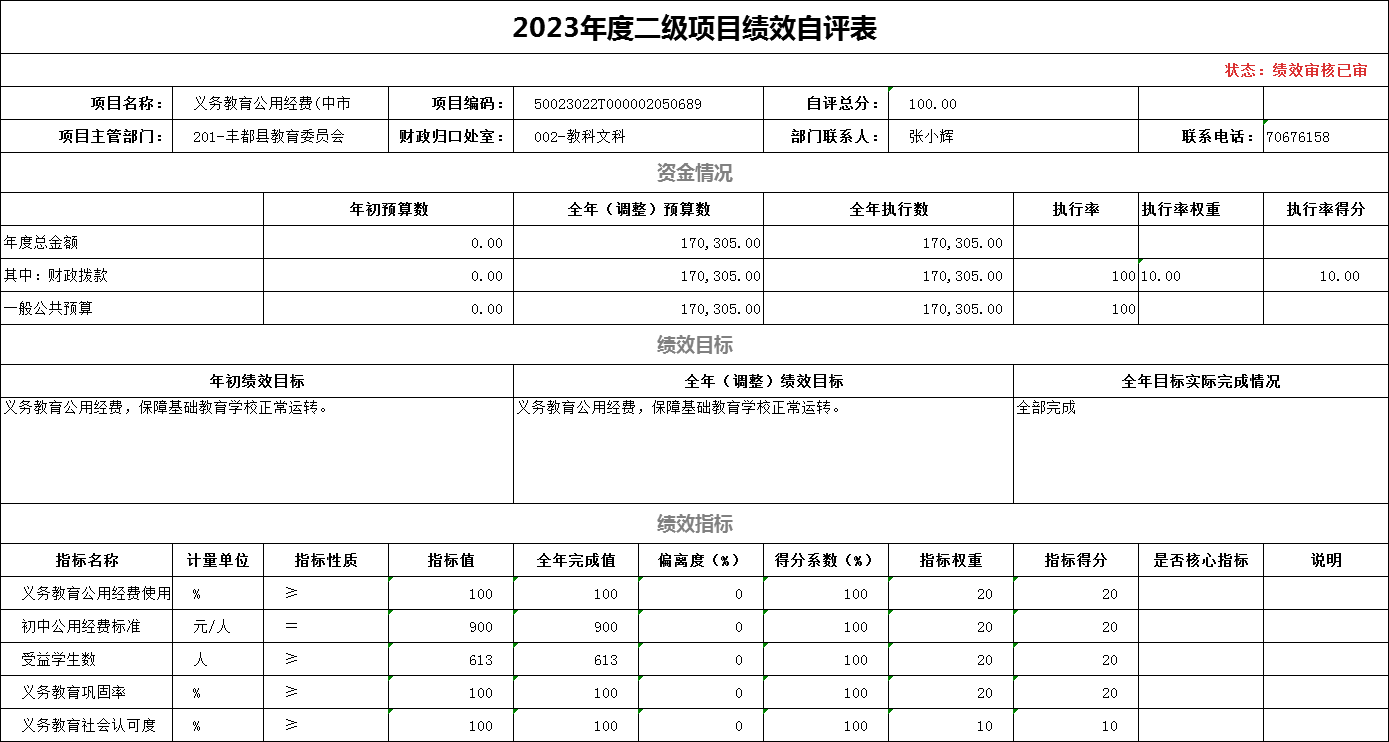 2023年度二级项目绩效自评表
状态：绩效审核已审
项目名称： 义务教育公用经费(中市 项目编码： 50023022T000002050689 自评总分： 100.00
项目主管部门： 201-丰都县教育委员会 财政归口处室： 002-教科文科 部门联系人： 张小辉 联系电话： 70676158
资金情况
年初预算数 全年（调整）预算数 全年执行数 执行率 执行率权重 执行率得分
年度总金额 0.00 170,305.00 170,305.00
其中：财政拨款 0.00 170,305.00 170,305.00 100 10.00 10.00
一般公共预算 0.00 170,305.00 170,305.00 100
绩效目标
年初绩效目标 全年（调整）绩效目标 全年目标实际完成情况
义务教育公用经费，保障基础教育学校正常运转。 义务教育公用经费，保障基础教育学校正常运转。 全部完成
绩效指标
指标名称 计量单位 指标性质 指标值 全年完成值 偏离度（%） 得分系数（%） 指标权重 指标得分 是否核心指标 说明
义务教育公用经费使用 % ≥ 100 100 0 100 20 20
初中公用经费标准 元/人 ＝ 900 900 0 100 20 20
受益学生数 人 ≥ 613 613 0 100 20 20
义务教育巩固率 % ≥ 100 100 0 100 20 20
义务教育社会认可度 % ≥ 100 100 0 100 10 10